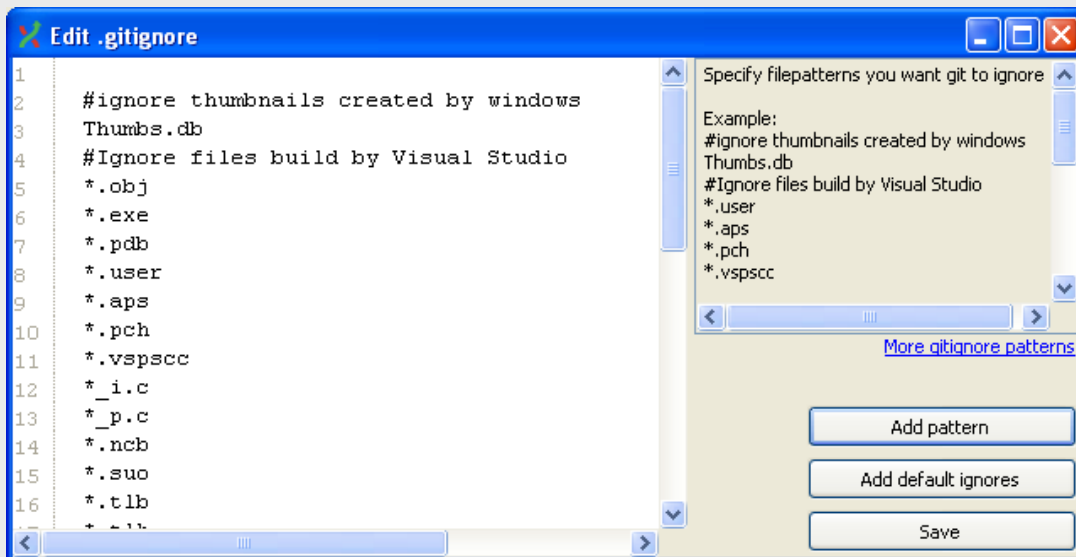 Edit .gitignore
1
2 #ignore thumbnails created by windows
3 Thumbs.db
4 #Ignore files build by Visual Studio
5 *.obj
6 *.exe
7 *.pdb
8 *.user
9 *.aps
10 *.pch
11 *.vspscc
12 *_i.c
13 *_p.c
14 *.ncb
15 *.suo
16 *.tlb
Specify filepatterns you want git to ignore
Example:
#ignore thumbnails created by windows
Thumbs.db
#Ignore files build by Visual Studio
*.user
*.aps
*.pch
*.vspscc
More gitignore patterns
Add pattern
Add default ignores
Save